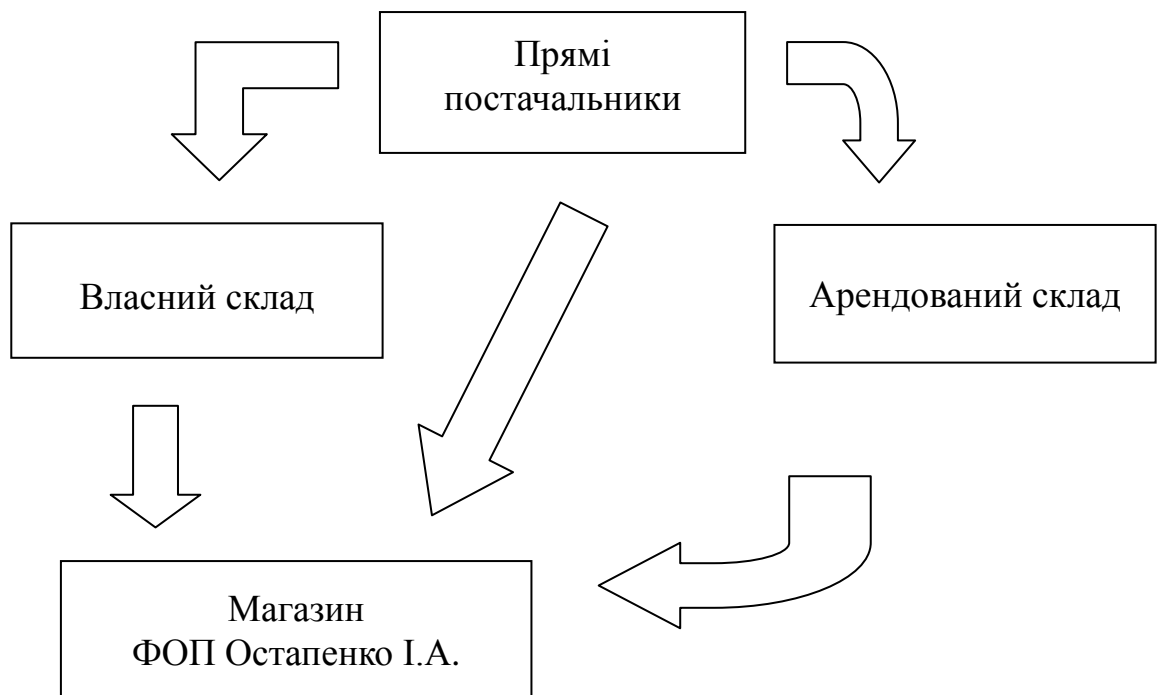 Прямі
постачальники
Власний склад
Арендований склад
Магазин
ФОП Остапенко І.А.